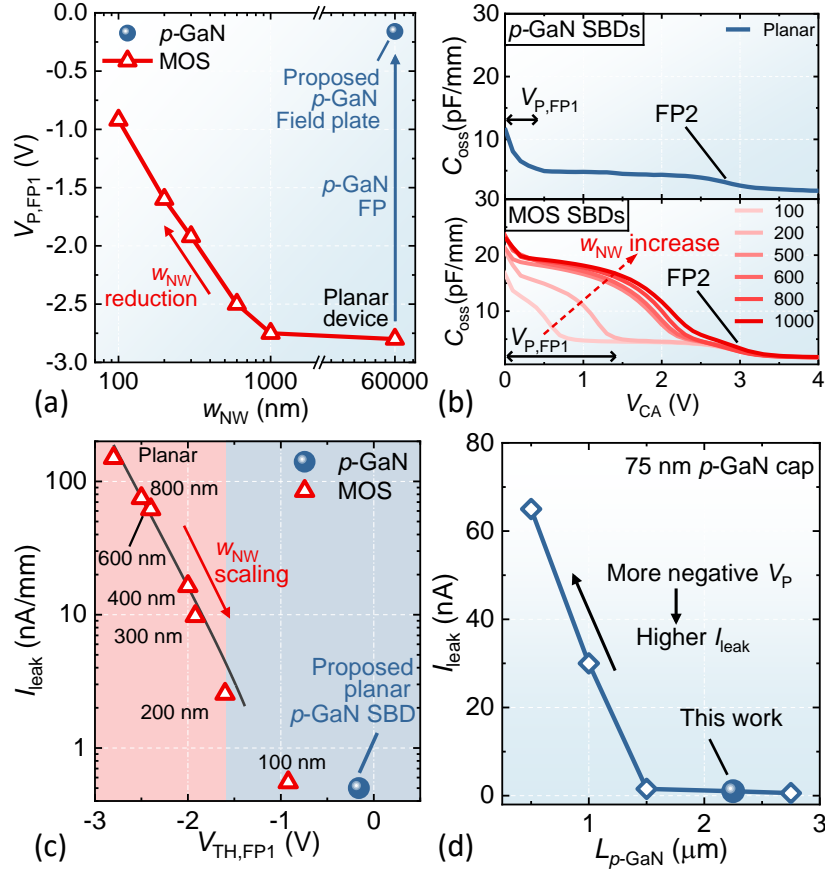 0.0
-0.5
-1.0
-1.5
-2.0
-2.5
-3.0
V_P,FP1 (V)
p-GaN
MOS
Proposed
p-GaN
Field plate
p-GaN
FP
w_NW
reduction
Planar
device
100
1000
60000
w_NW (nm)
(a)
p-GaN SBDs
Planar
30
20
10
30
C_oss (pF/mm)
V_P,FP1
FP2
MOS SBDs
20
10
C_oss (pF/mm)
w_NW increase
100
200
500
600
800
1000
FP2
V_P,FP1
0
1
2
3
4
V_CA (V)
(b)
100
10
1
I_leak (nA/mm)
Planar
800 nm
600 nm
400 nm
300 nm
200 nm
100 nm
p-GaN
MOS
w_NW
scaling
Proposed
planar
p-GaN SBD
-3
-2
-1
0
V_TH,FP1 (V)
(c)
80
60
40
20
0
I_leak (nA)
75 nm p-GaN cap
More negative V_P
Higher I_leak
This work
0
1
2
3
L_p-GaN (μm)
(d)